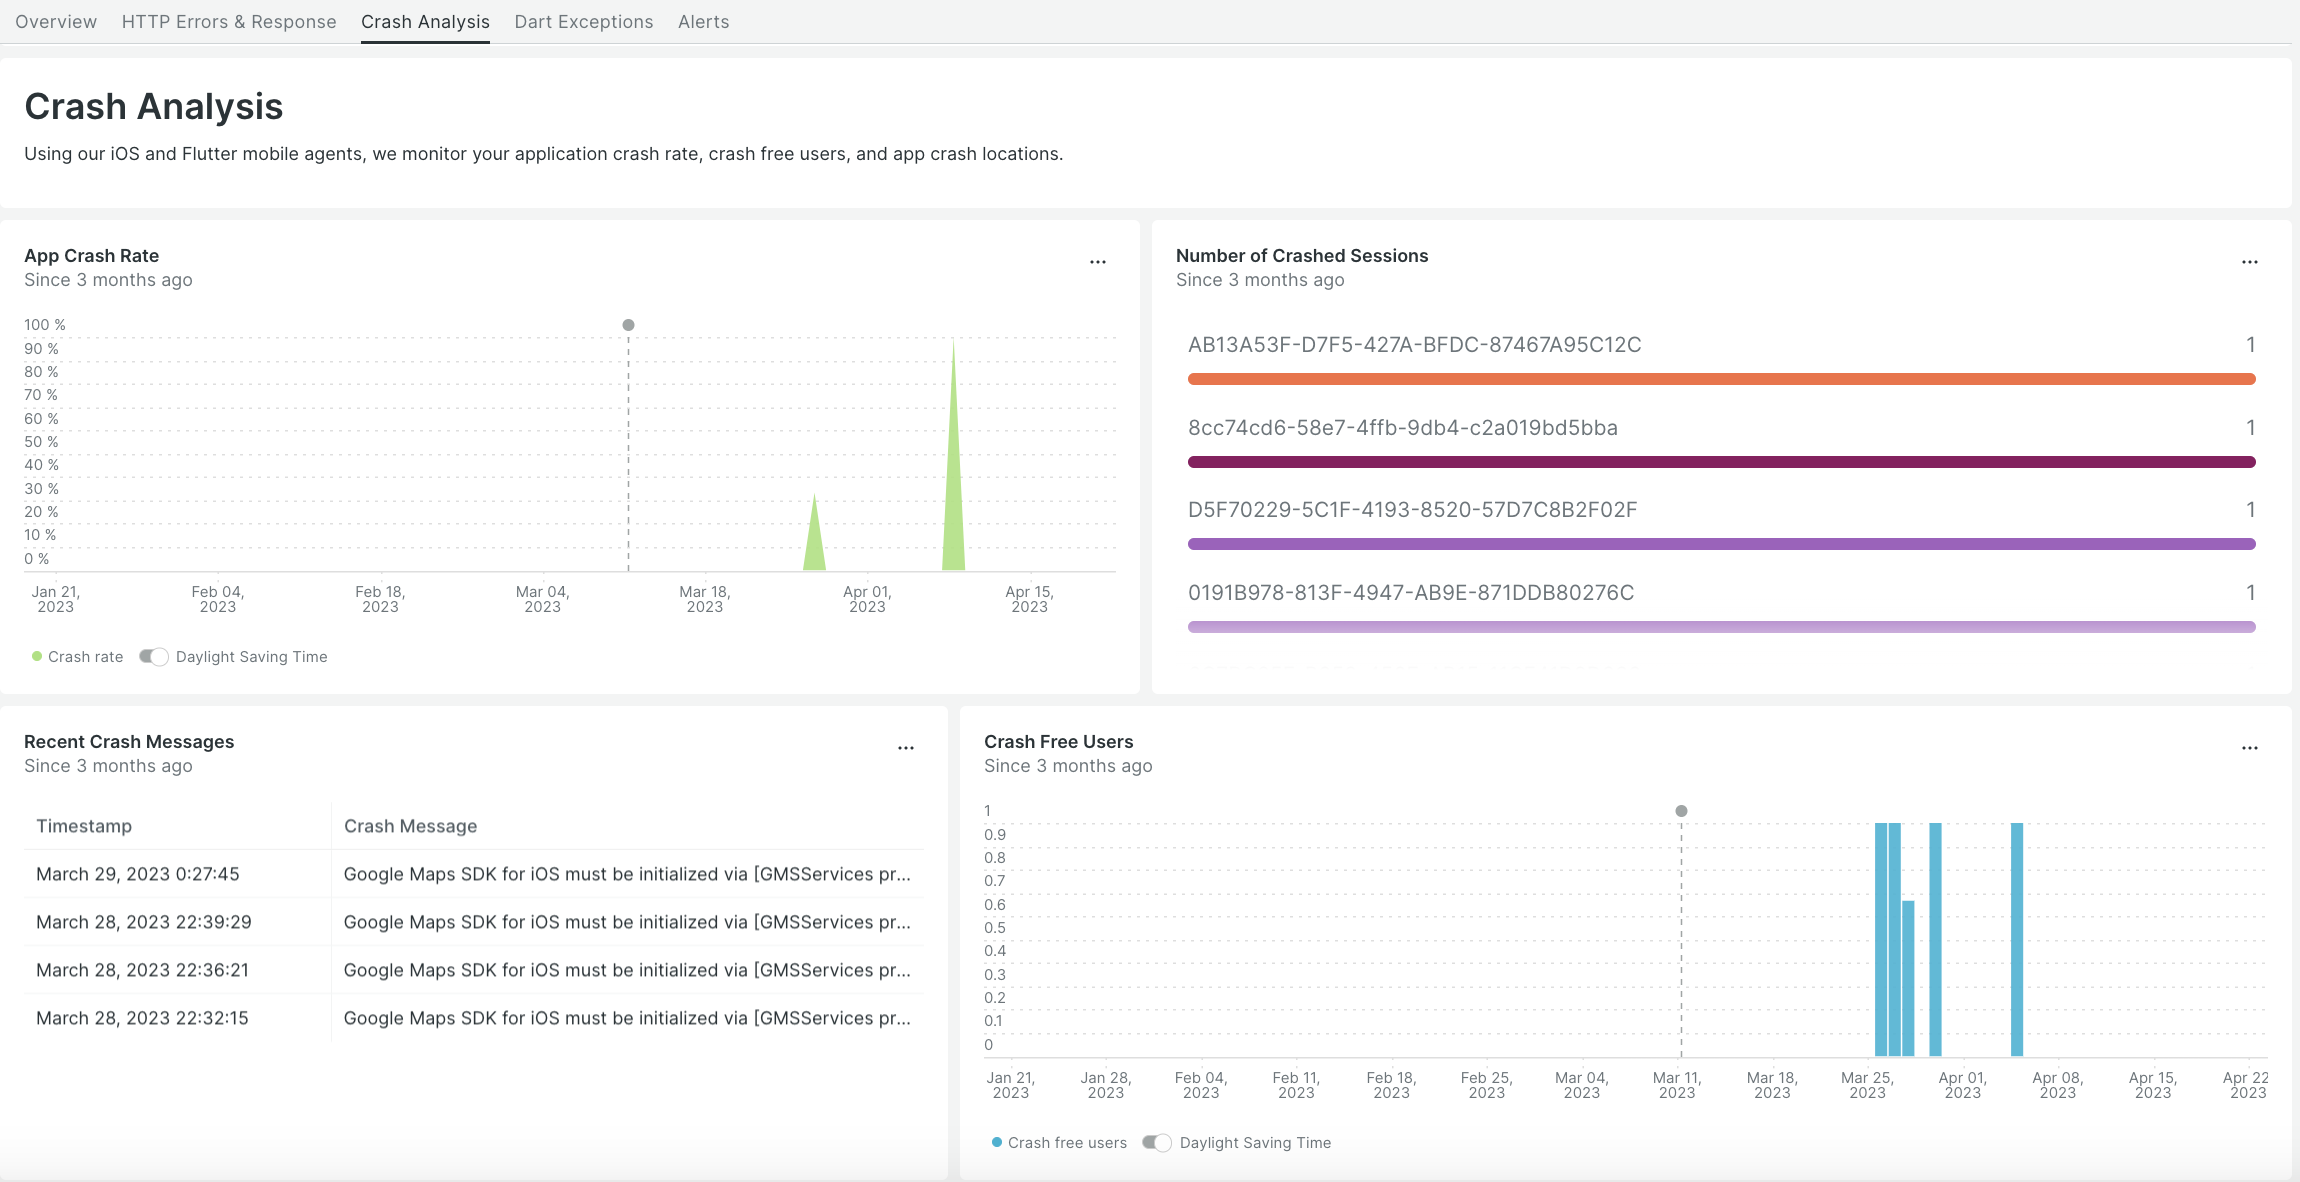 Overview HTTP Errors & Response Crash Analysis Dart Exceptions Alerts
Crash Analysis
Using our iOS and Flutter mobile agents, we monitor your application crash rate, crash free users, and app crash locations.
App Crash Rate
Since 3 months ago
100 %
90 %
80 %
70 %
60 %
50 %
40 %
30 %
20 %
10 %
0 %
Jan 21, Feb 04, Feb 18, Mar 04, Mar 18, Apr 01, Apr 15,
2023 2023 2023 2023 2023 2023 2023
Crash rate Daylight Saving Time
Number of Crashed Sessions
Since 3 months ago
AB13A53F-D7F5-427A-BFDC-87467A95C12C 1
8cc74cd6-58e7-4ffb-9db4-c2a019bd5bba 1
D5F70229-5C1F-4193-8520-57D7C8B2F02F 1
0191B978-813F-4947-AB9E-871DDB80276C 1
Recent Crash Messages
Since 3 months ago
Timestamp Crash Message
March 29, 2023 0:27:45 Google Maps SDK for iOS must be initialized via [GMSServices pr...
March 28, 2023 22:39:29 Google Maps SDK for iOS must be initialized via [GMSServices pr...
March 28, 2023 22:36:21 Google Maps SDK for iOS must be initialized via [GMSServices pr...
March 28, 2023 22:32:15 Google Maps SDK for iOS must be initialized via [GMSServices pr...
Crash Free Users
Since 3 months ago
1
0.9
0.8
0.7
0.6
0.5
0.4
0.3
0.2
0.1
0
Jan 21, Jan 28, Feb 04, Feb 11, Feb 18, Feb 25, Mar 04, Mar 11, Mar 18, Mar 25, Apr 01, Apr 08, Apr 15, Apr 22
2023 2023 2023 2023 2023 2023 2023 2023 2023 2023 2023 2023 2023 2023
Crash free users Daylight Saving Time